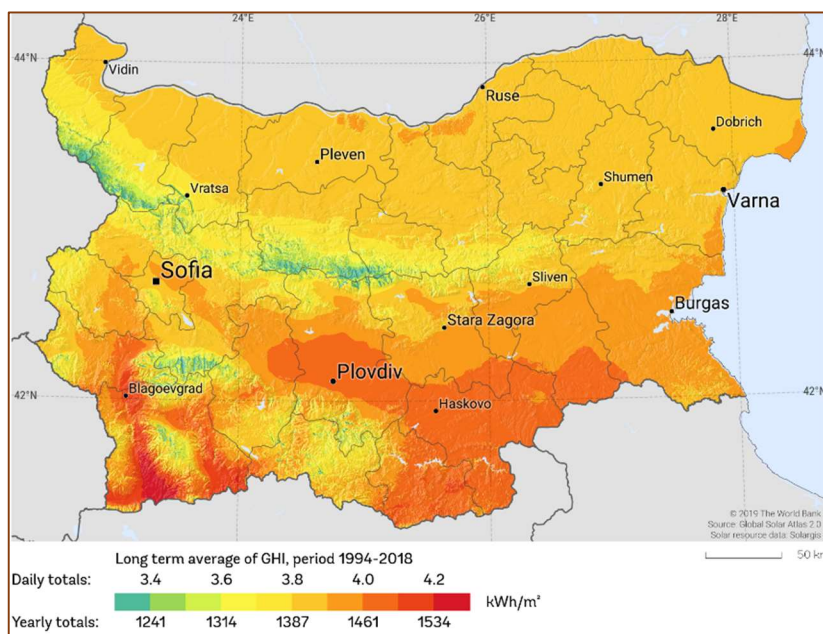 24°E 26°E 28°E
44°N 44°N
Vidin
Ruse
Dobrich
Pleven
Shumen
Vratsa
Varna
Sofia
Sliven
Burgas
Stara Zagora
Plovdiv
42°N Blagoevgrad 42°N
Haskovo
© 2019 The World Bank
Source: Global Solar Atlas 2.0
Solar resource data: Solargis
50 km
Long term average of GHI, period 1994-2018
Daily totals: 3.4 3.6 3.8 4.0 4.2
kWh/m²
Yearly totals: 1241 1314 1387 1461 1534